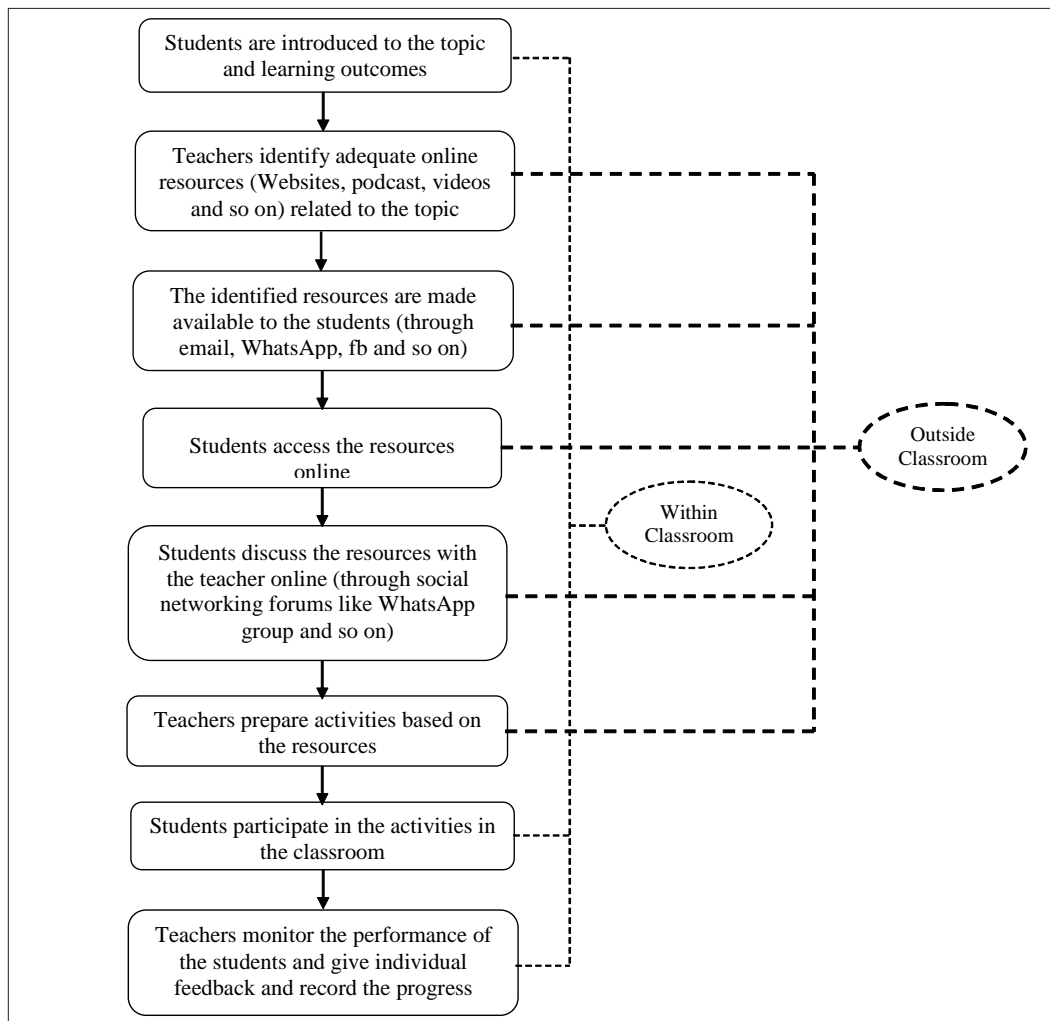 Students are introduced to the topic
and learning outcomes
Teachers identify adequate online
resources (Websites, podcast, videos
and so on) related to the topic
The identified resources are made
available to the students (through
email, WhatsApp, fb and so on)
Students access the resources
online
Outside
Classroom
Within
Classroom
Students discuss the resources with
the teacher online (through social
networking forums like WhatsApp
group and so on)
Teachers prepare activities based on
the resources
Students participate in the activities in
the classroom
Teachers monitor the performance of
the students and give individual
feedback and record the progress